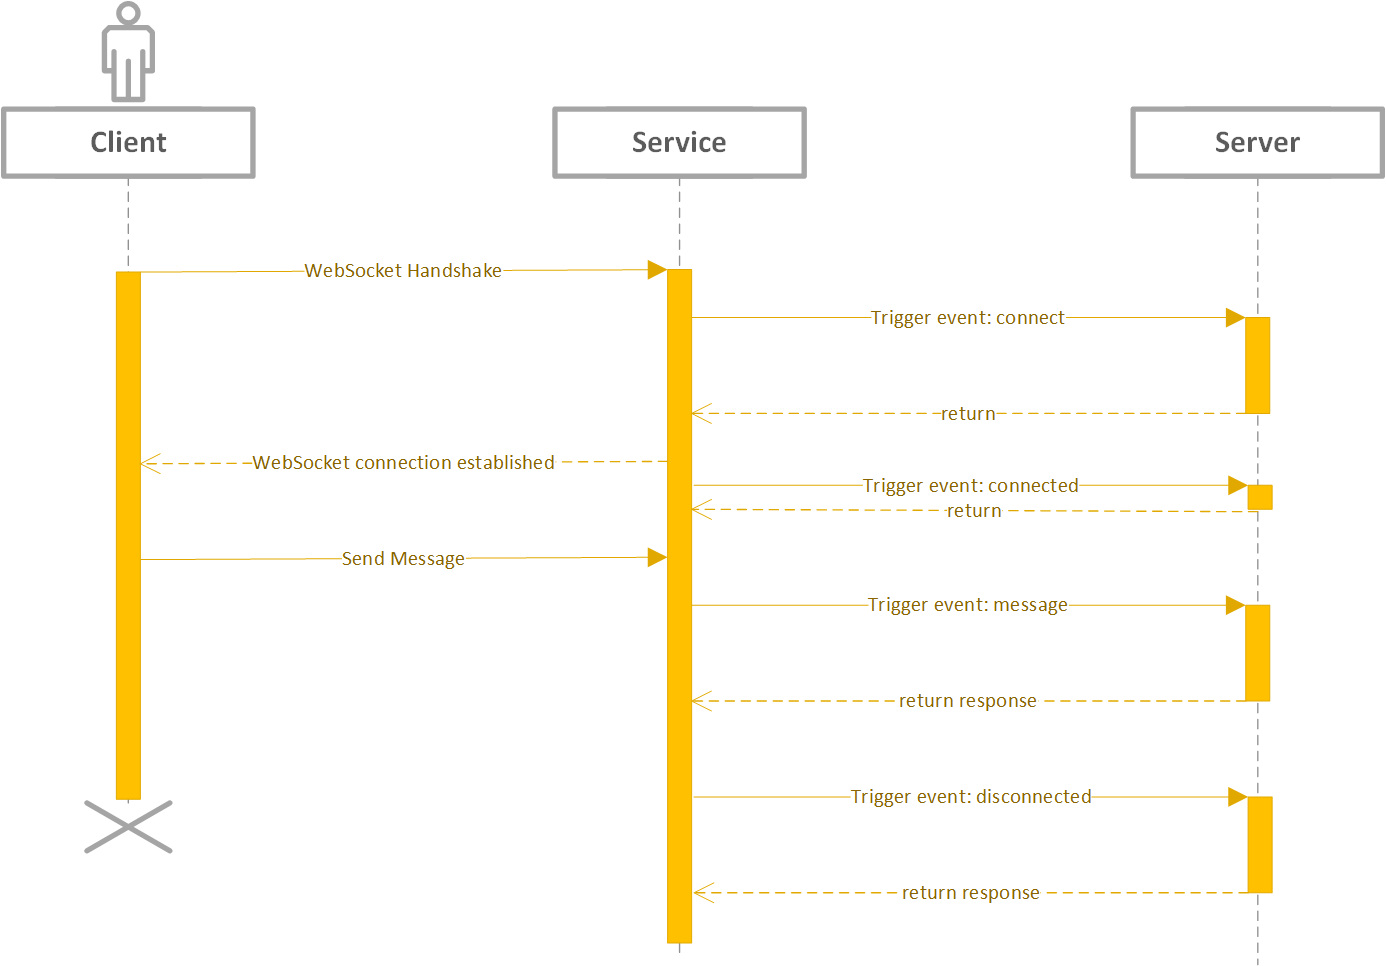 Client
Service
Server
WebSocket Handshake
Trigger event: connect
return
WebSocket connection established
Trigger event: connected
return
Send Message
Trigger event: message
return response
Trigger event: disconnected
return response